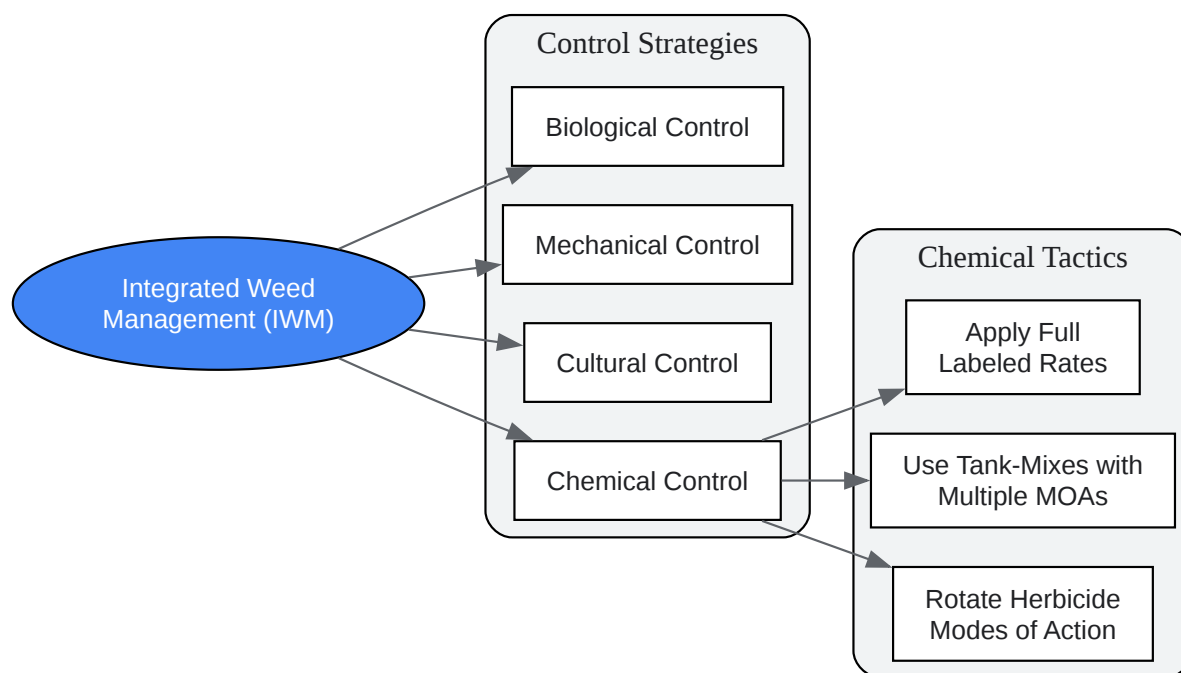 Control Strategies
Biological Control
Mechanical Control
Integrated Weed
Management (IWM)
Cultural Control
Chemical Control
Chemical Tactics
Apply Full
Labeled Rates
Use Tank-Mixes with
Multiple MOAs
Rotate Herbicide
Modes of Action